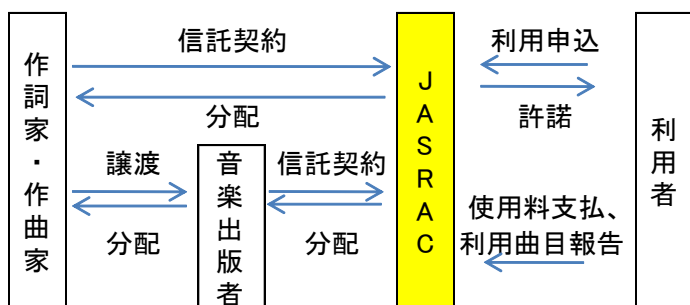 作詞家・作曲家
信託契約
分配
譲渡
分配
音楽出版者
信託契約
分配
JASRAC
利用申込
許諾
使用料支払、
利用曲目報告
利用者